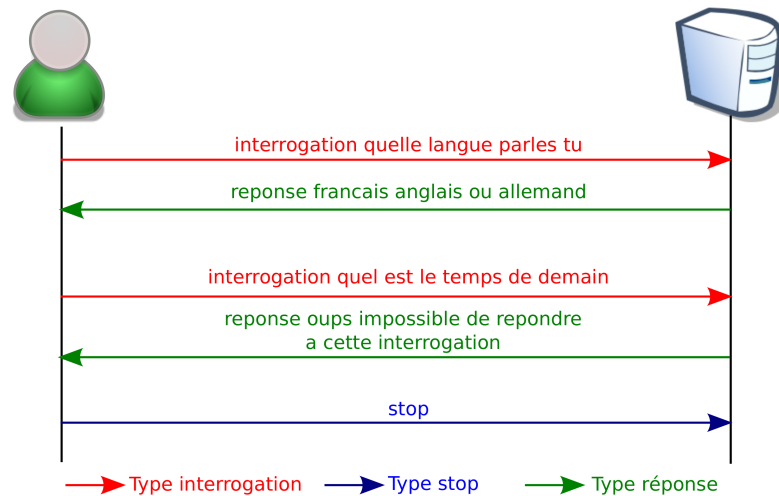 interrogation quelle langue parles tu
reponse francais anglais ou allemand
interrogation quel est le temps de demain
reponse oups impossible de repondre
a cette interrogation
stop
Type interrogation
Type stop
Type réponse